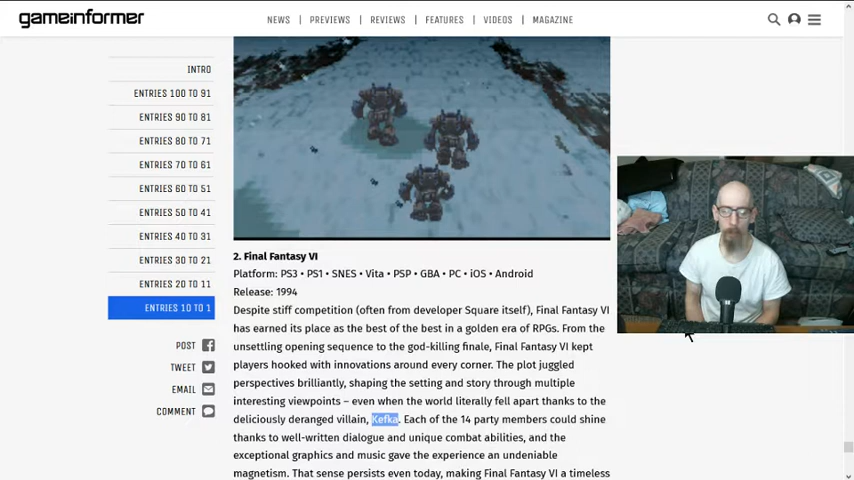 gameinformer
NEWS | PREVIEWS | REVIEWS | FEATURES | VIDEOS | MAGAZINE
INTRO
ENTRIES 100 TO 91
ENTRIES 90 TO 81
ENTRIES 80 TO 71
ENTRIES 70 TO 61
ENTRIES 60 TO 51
ENTRIES 50 TO 41
ENTRIES 40 TO 31
ENTRIES 30 TO 21
ENTRIES 20 TO 11
ENTRIES 10 TO 1
POST
TWEET
EMAIL
COMMENT
2. Final Fantasy VI
Platform: PS3 • PS1 • SNES • Vita • PSP • GBA • PC • iOS • Android
Release: 1994
Despite stiff competition (often from developer Square itself), Final Fantasy VI
has earned its place as the best of the best in a golden era of RPGs. From the
unsettling opening sequence to the god-killing finale, Final Fantasy VI kept
players hooked with innovations around every corner. The plot juggled
perspectives brilliantly, shaping the setting and story through multiple
interesting viewpoints – even when the world literally fell apart thanks to the
deliciously deranged villain, Kefka. Each of the 14 party members could shine
thanks to well-written dialogue and unique combat abilities, and the
exceptional graphics and music gave the experience an undeniable
magnetism. That sense persists even today, making Final Fantasy VI a timeless